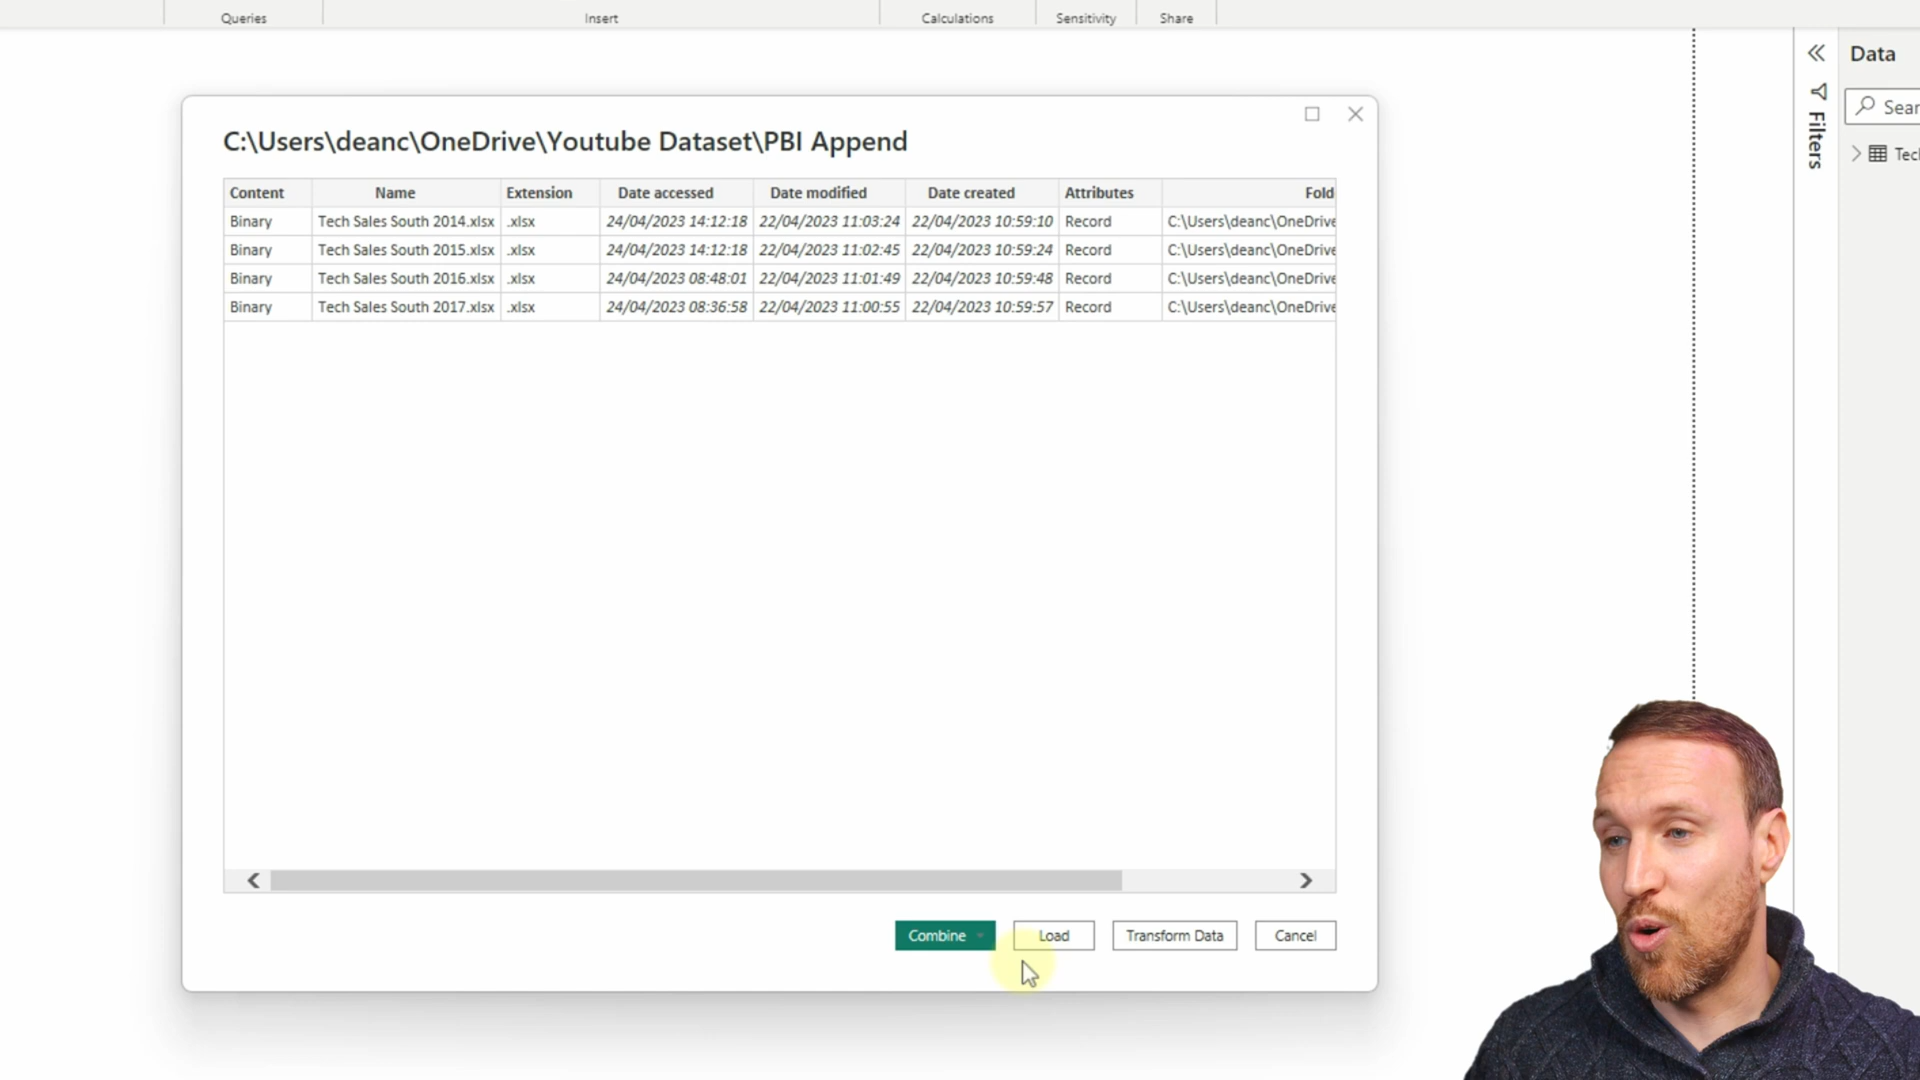 Queries Insert Calculations Sensitivity Share
Data
Sear
Filters
Tecl
C:\Users\deanc\OneDrive\Youtube Dataset\PBI Append
Content Name Extension Date accessed Date modified Date created Attributes Fold
Binary Tech Sales South 2014.xlsx .xlsx 24/04/2023 14:12:18 22/04/2023 11:03:24 22/04/2023 10:59:10 Record C:\Users\deanc\OneDrive
Binary Tech Sales South 2015.xlsx .xlsx 24/04/2023 14:12:18 22/04/2023 11:02:45 22/04/2023 10:59:24 Record C:\Users\deanc\OneDrive
Binary Tech Sales South 2016.xlsx .xlsx 24/04/2023 08:48:01 22/04/2023 11:01:49 22/04/2023 10:59:48 Record C:\Users\deanc\OneDrive
Binary Tech Sales South 2017.xlsx .xlsx 24/04/2023 08:36:58 22/04/2023 11:00:55 22/04/2023 10:59:57 Record C:\Users\deanc\OneDrive
Combine Load Transform Data Cancel